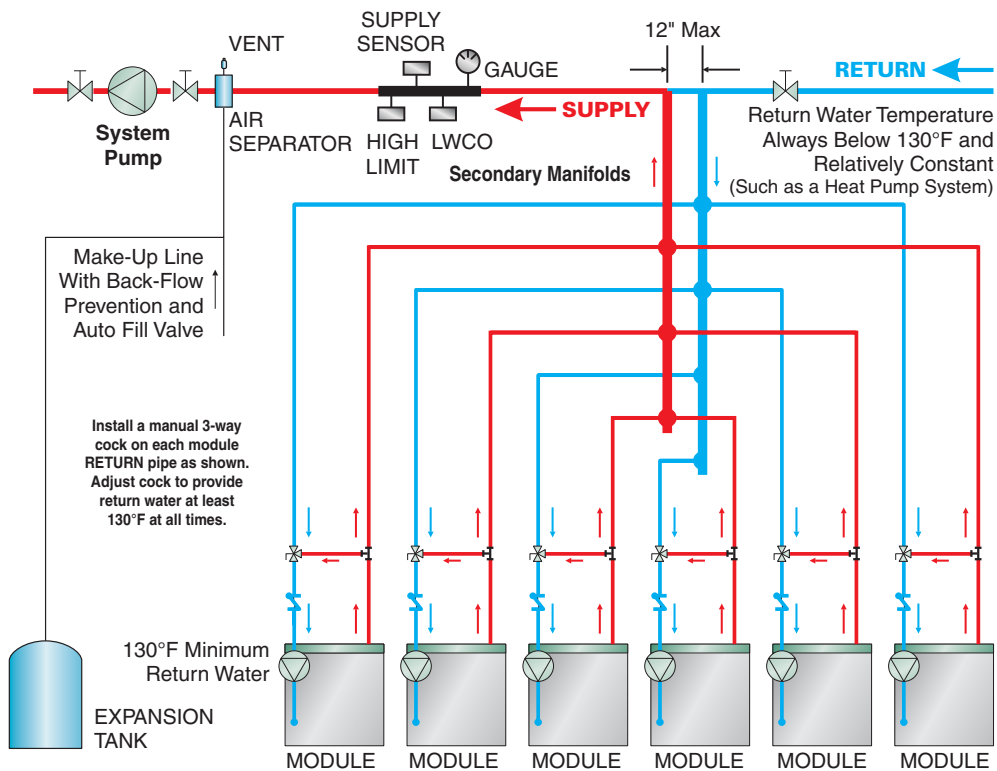 SUPPLY
SENSOR
VENT
GAUGE
12" Max
RETURN
System
Pump
AIR
SEPARATOR
HIGH
LIMIT
LWCO
SUPPLY
Secondary Manifolds
Return Water Temperature
Always Below 130°F and
Relatively Constant
(Such as a Heat Pump System)
Make-Up Line
With Back-Flow
Prevention and
Auto Fill Valve
Install a manual 3-way
cock on each module
RETURN pipe as shown.
Adjust cock to provide
return water at least
130°F at all times.
130°F Minimum
Return Water
EXPANSION
TANK
MODULE
MODULE
MODULE
MODULE
MODULE
MODULE